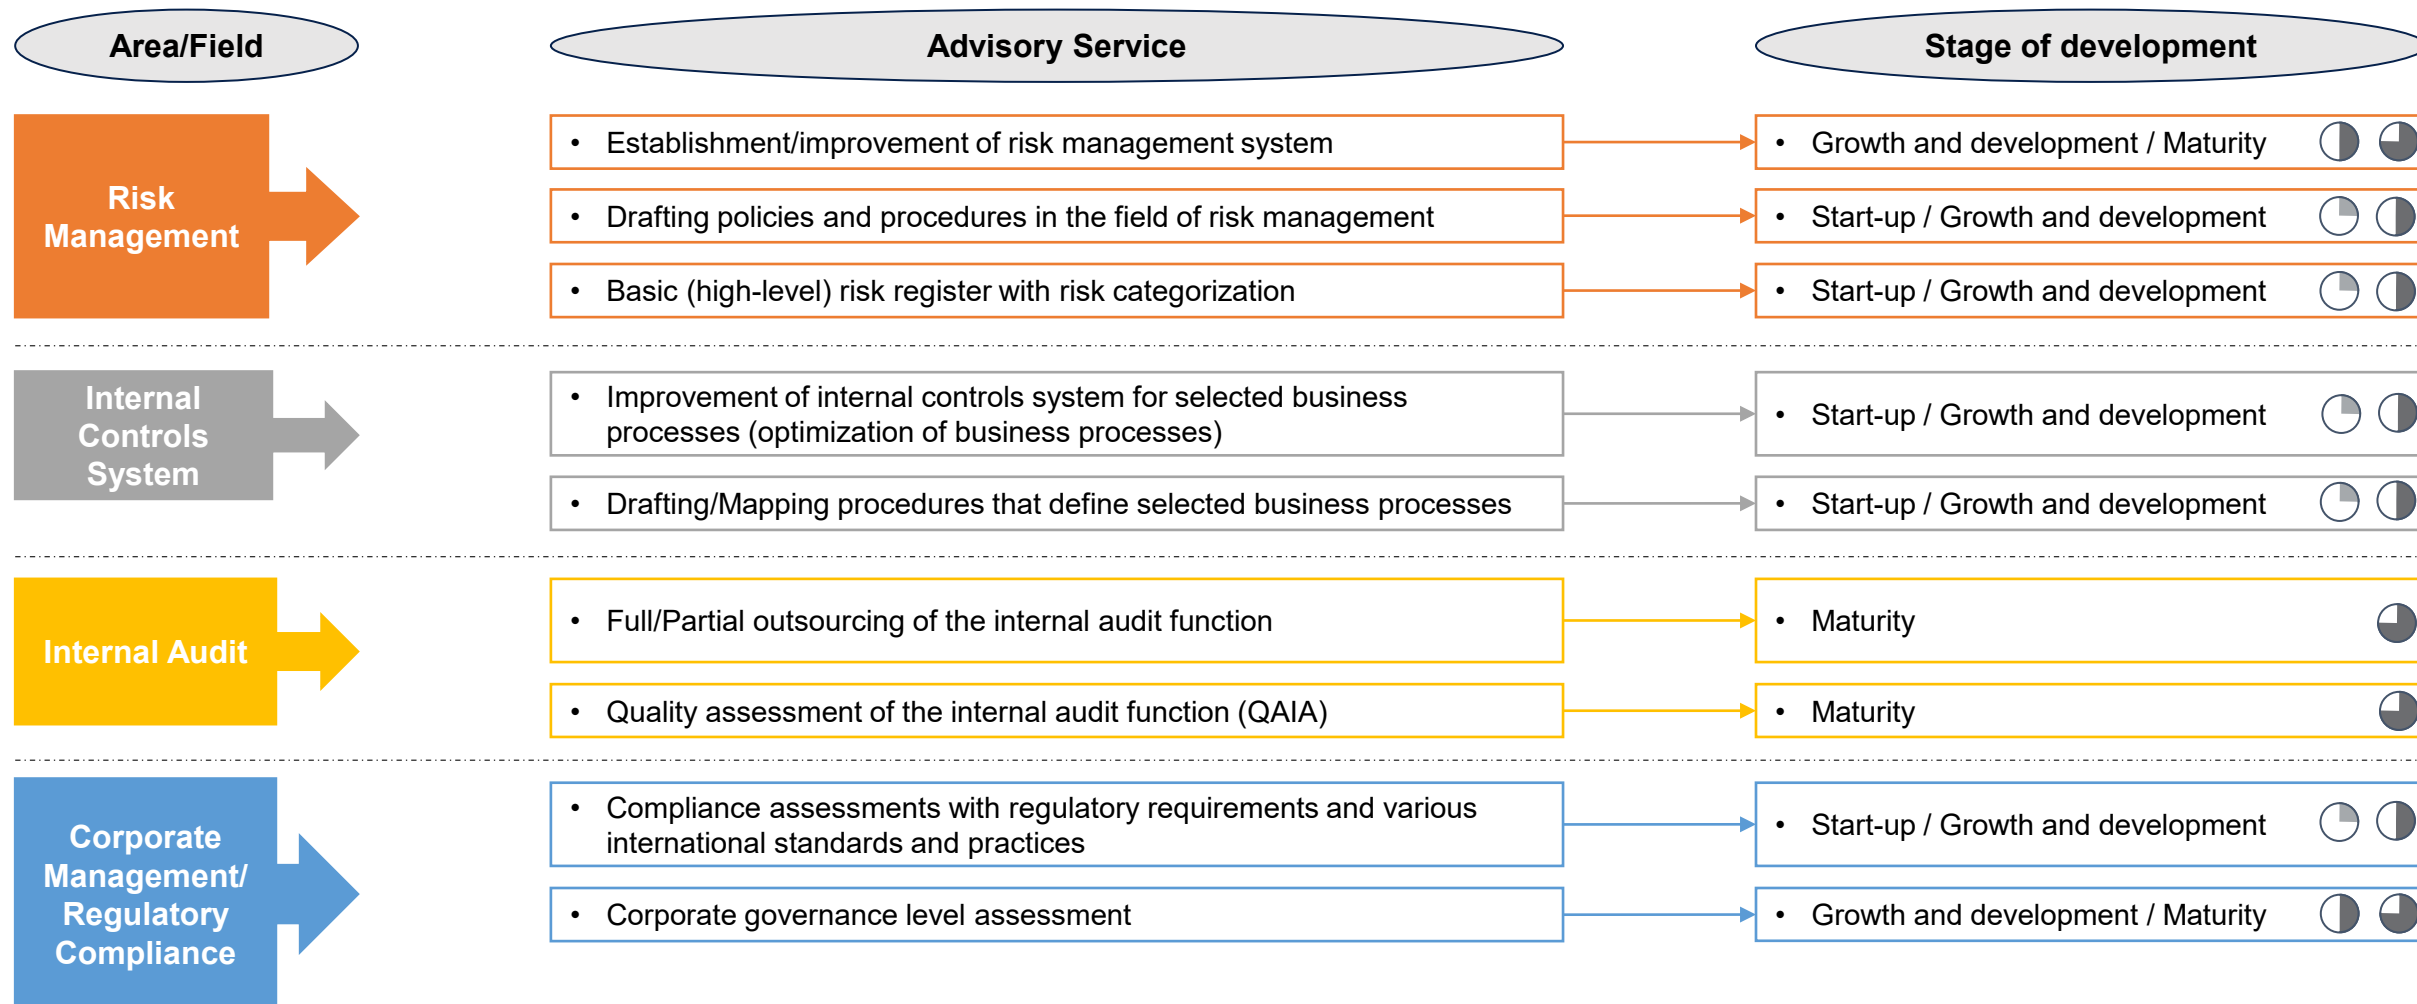 Area/Field
Advisory Service
Stage of development
Risk
Management
• Establishment/improvement of risk management system
• Growth and development / Maturity
• Drafting policies and procedures in the field of risk management
• Start-up / Growth and development
• Basic (high-level) risk register with risk categorization
• Start-up / Growth and development
Internal
Controls
System
• Improvement of internal controls system for selected business
processes (optimization of business processes)
• Start-up / Growth and development
• Drafting/Mapping procedures that define selected business processes
• Start-up / Growth and development
Internal Audit
• Full/Partial outsourcing of the internal audit function
• Maturity
• Quality assessment of the internal audit function (QAIA)
• Maturity
Corporate
Management/
Regulatory
Compliance
• Compliance assessments with regulatory requirements and various
international standards and practices
• Start-up / Growth and development
• Corporate governance level assessment
• Growth and development / Maturity